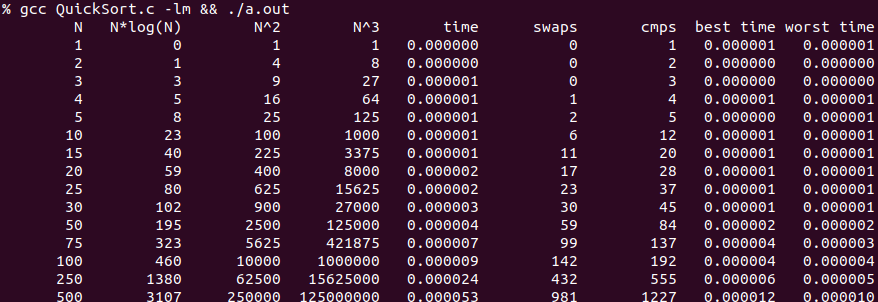 % gcc QuickSort.c -lm && ./a.out
N N*log(N) N^2 N^3 time swaps cmps best time worst time
1 0 1 1 0.000000 0 1 0.000001 0.000001
2 1 4 8 0.000000 0 2 0.000000 0.000000
3 3 9 27 0.000001 0 3 0.000000 0.000000
4 5 16 64 0.000001 1 4 0.000001 0.000001
5 8 25 125 0.000001 2 5 0.000000 0.000001
10 23 100 1000 0.000001 6 12 0.000001 0.000001
15 40 225 3375 0.000001 11 20 0.000001 0.000001
20 59 400 8000 0.000002 17 28 0.000001 0.000001
25 80 625 15625 0.000002 23 37 0.000001 0.000001
30 102 900 27000 0.000003 30 45 0.000001 0.000001
50 195 2500 125000 0.000004 59 84 0.000002 0.000002
75 323 5625 421875 0.000007 99 137 0.000004 0.000003
100 460 10000 1000000 0.000009 142 192 0.000004 0.000004
250 1380 62500 15625000 0.000024 432 555 0.000006 0.000005
500 3107 250000 125000000 0.000053 981 1227 0.000012 0.000010